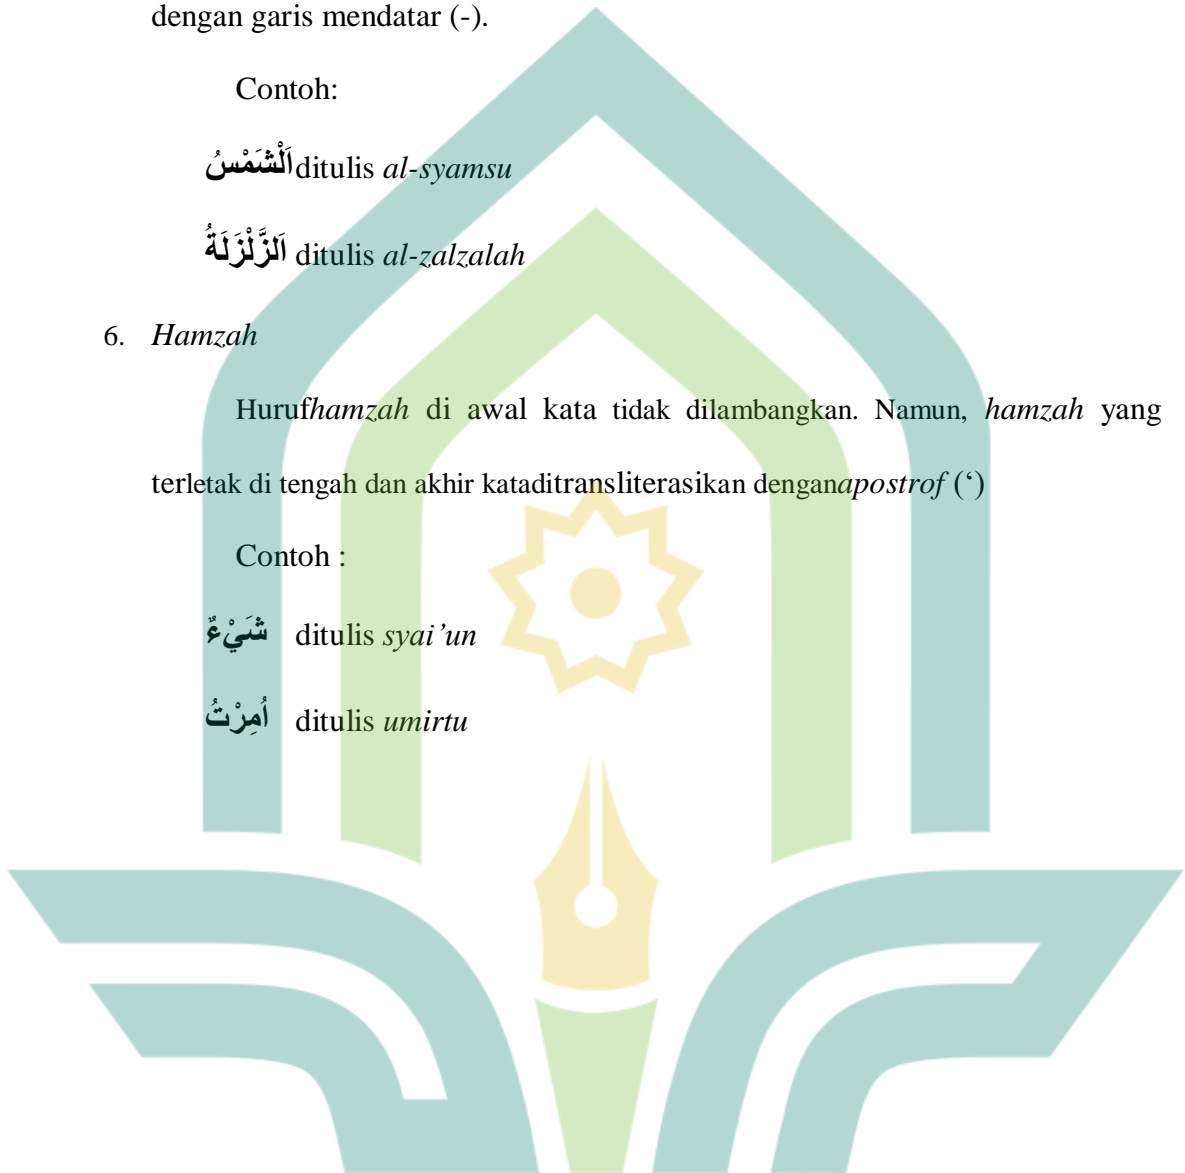 dengan garis mendatar (-).
Contoh:
اَلْشَمْسُ ditulis al-syamsu
اَلزَّلْزَلَةُ ditulis al-zalzalah
6. Hamzah
Hurufhamzah di awal kata tidak dilambangkan. Namun, hamzah yang
terletak di tengah dan akhir kataditransliterasikan denganapostrof (‘)
Contoh :
شَيْءٌ ditulis syai’un
اُمِرْتُ ditulis umirtu